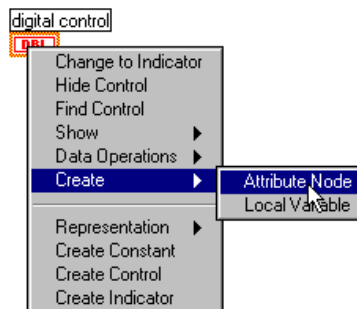 digital control
DBL
Change to Indicator
Hide Control
Find Control
Show
Data Operations
Create
Attribute Node
Local Variable
Representation
Create Constant
Create Control
Create Indicator